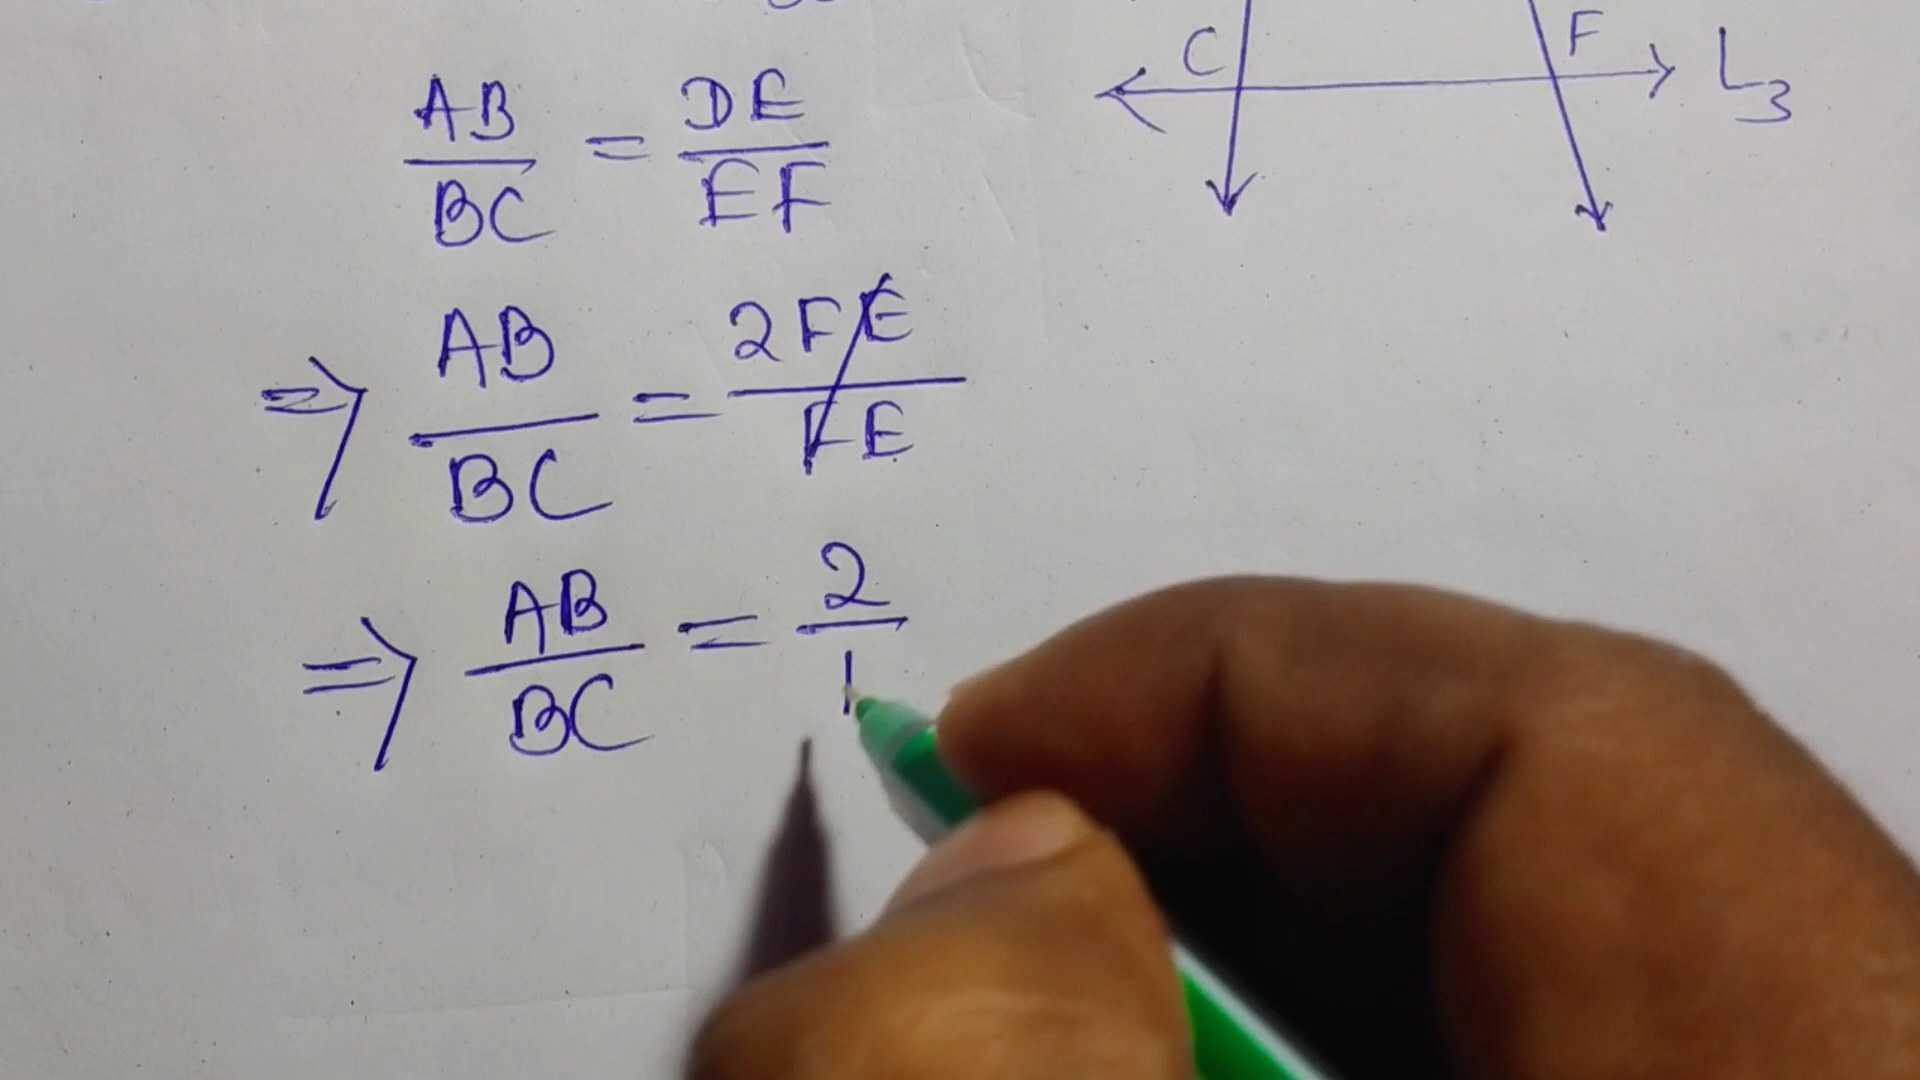 C F L₃
AB/BC = DE/EF
⇒ AB/BC = 2FE/FE
⇒ AB/BC = 2/1